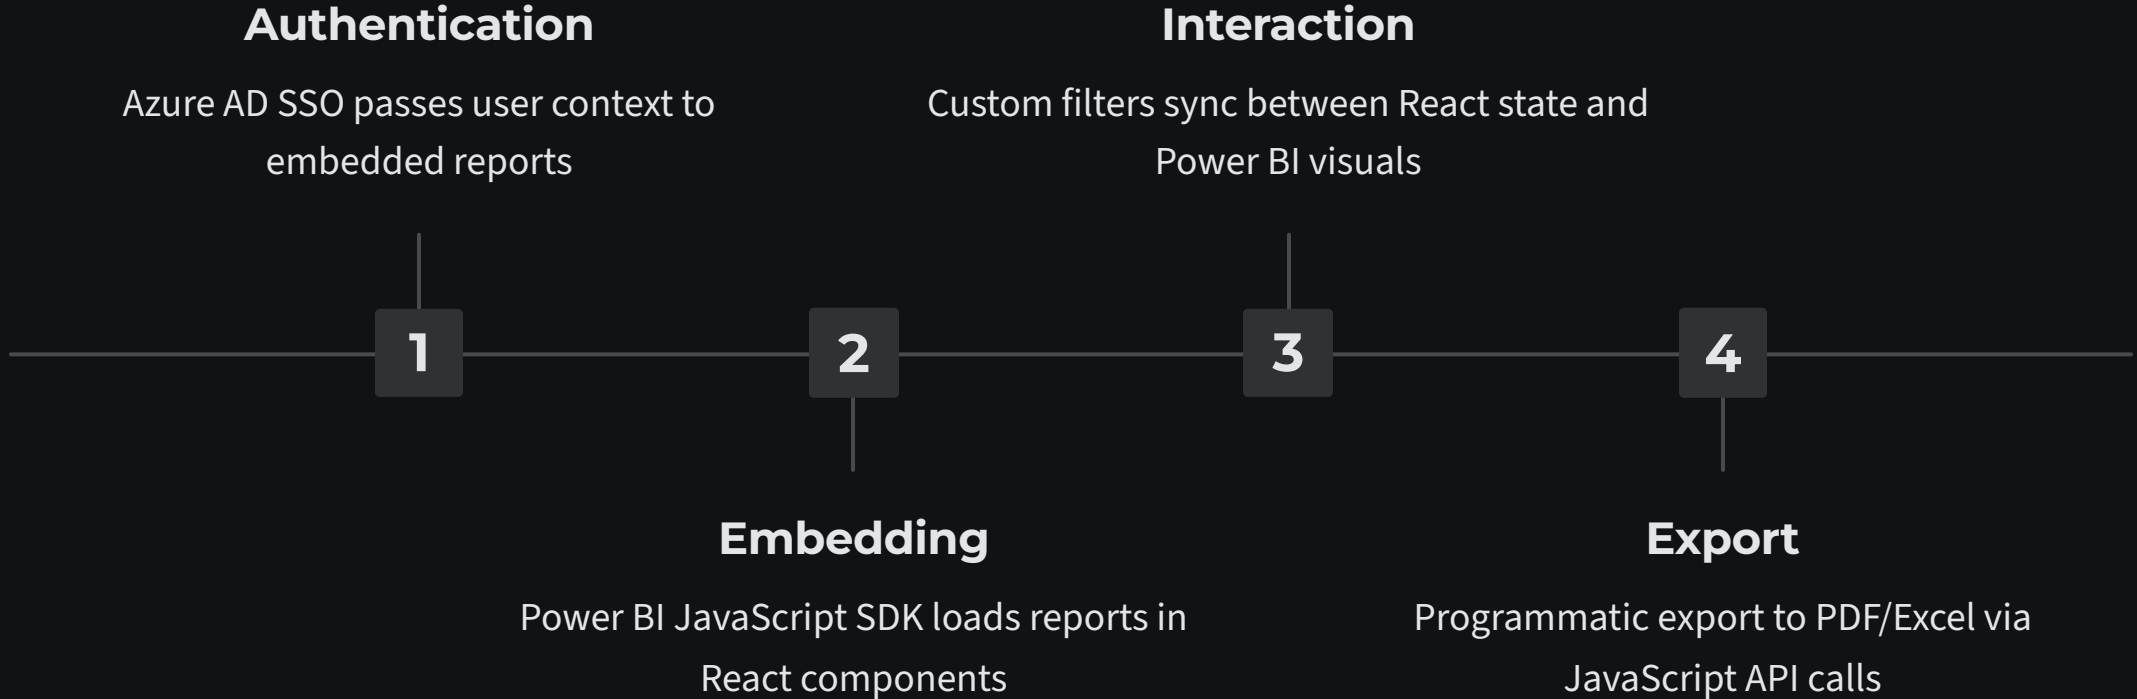 Authentication
Azure AD SSO passes user context to
embedded reports
1
2
Embedding
Power BI JavaScript SDK loads reports in
React components
Interaction
Custom filters sync between React state and
Power BI visuals
3
4
Export
Programmatic export to PDF/Excel via
JavaScript API calls